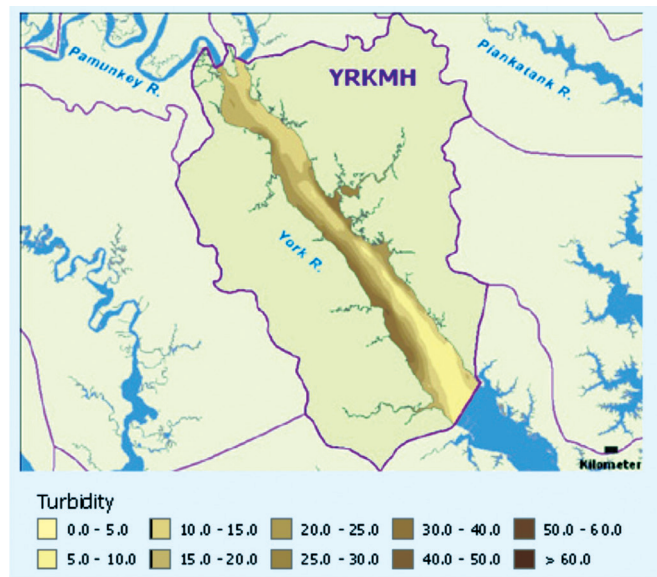 YRKMH
Pamunkey R.
Piankatank R.
York R.
Kilometer
Turbidity
0.0 - 5.0 10.0 - 15.0 20.0 - 25.0 30.0 - 40.0 50.0 - 60.0
5.0 - 10.0 15.0 - 20.0 25.0 - 30.0 40.0 - 50.0 > 60.0